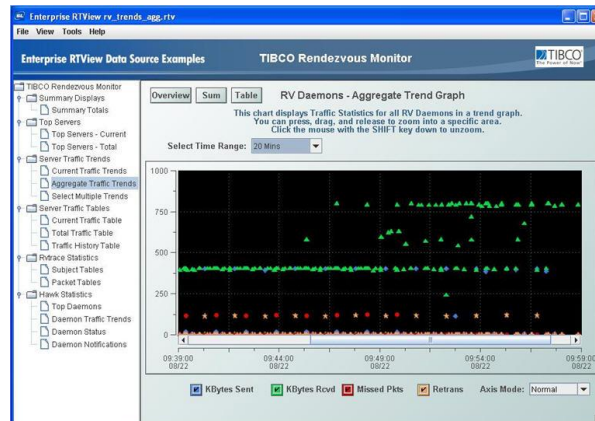 Enterprise RTView rv_trends_agg.rtv
File View Tools Help
Enterprise RTView Data Source Examples
TIBCO Rendezvous Monitor
TIBCO
The Power of Now
TIBCO Rendezvous Monitor
Summary Displays
Summary Totals
Top Servers
Top Servers - Current
Top Servers - Total
Server Traffic Trends
Current Traffic Trends
Aggregate Traffic Trends
Select Multiple Trends
Server Traffic Tables
Current Traffic Table
Total Traffic Table
Traffic History Table
Rvtrace Statistics
Subject Tables
Packet Tables
Hawk Statistics
Top Daemons
Daemon Traffic Trends
Daemon Status
Daemon Notifications
Overview Sum Table RV Daemons - Aggregate Trend Graph
This chart displays Traffic Statistics for all RV Daemons in a trend graph.
You can press, drag, and release to zoom into a specific area.
Click the mouse with the SHIFT key down to unzoom.
Select Time Range: 20 Mins
1000
750
500
250
0
09:39:00 09:44:00 09:49:00 09:54:00 09:59:00
08/22 08/22 08/22 08/22 08/22
KBytes Sent KBytes Rcvd Missed Pkts Retrans Axis Mode: Normal